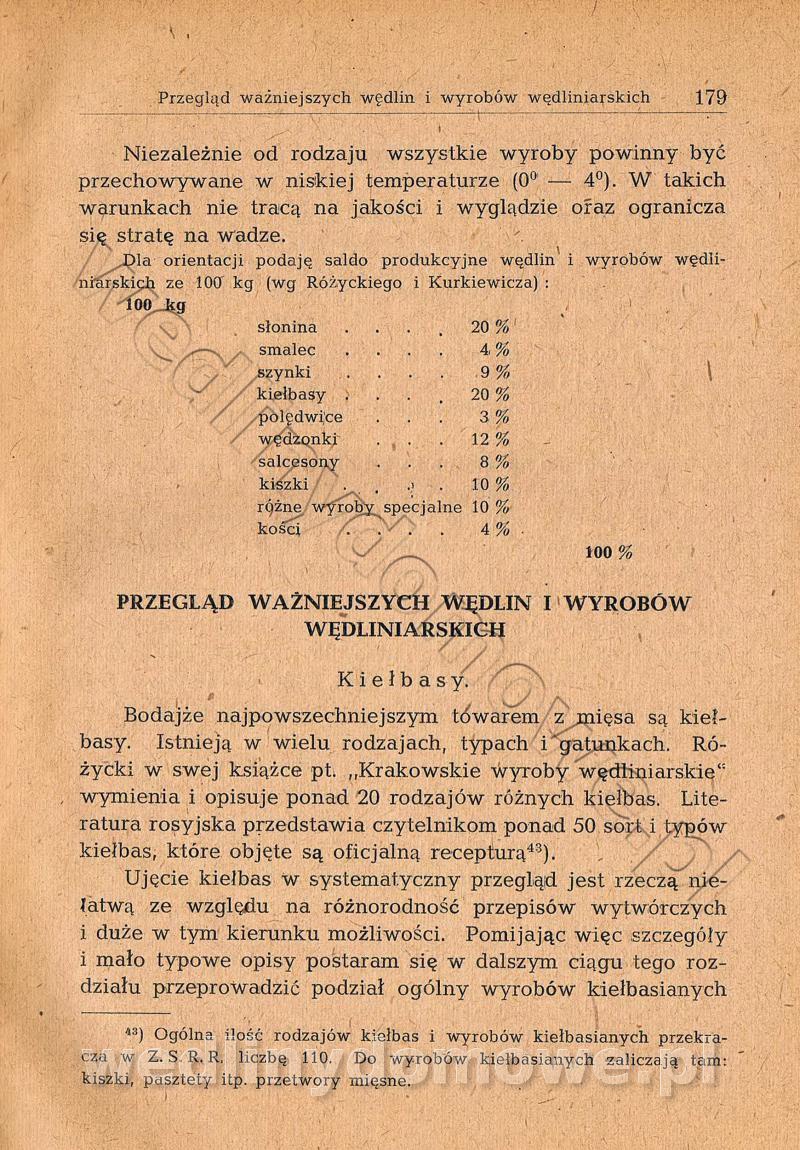 Przegląd ważniejszych wędlin i wyrobów wędliniarskich 179
Niezależnie od rodzaju wszystkie wyroby powinny być
przechowywane w niskiej temperaturze (0⁰ — 4⁰). W takich
warunkach nie tracą na jakości i wyglądzie oraz ogranicza
się stratę na wadze.
Dla orientacji podaję saldo produkcyjne wędlin i wyrobów wędli-
niarskich ze 100 kg (wg Różyckiego i Kurkiewicza) :
100 kg
słonina . . . . 20 %
smalec . . . . 4 %
szynki . . . . 9 %
kiełbasy . . . . 20 %
polędwice . . . 3 %
wędzonki . . . 12 %
salcesony . . . 8 %
kiszki . . . . 10 %
różne wyroby specjalne 10 %
kości . . . . 4 %
100 %
PRZEGLĄD WAŻNIEJSZYCH WĘDLIN I WYROBÓW
WĘDLINIARSKICH
Kiełbasy.
Bodajże najpowszechniejszym towarem z mięsa są kieł-
basy. Istnieją w wielu rodzajach, typach i gatunkach. Ró-
życki w swej książce pt. „Krakowskie wyroby wędliniarskie“
wymienia i opisuje ponad 20 rodzajów różnych kiełbas. Lite-
ratura rosyjska przedstawia czytelnikom ponad 50 sort i typów
kiełbas, które objęte są oficjalną recepturą⁴³).
Ujęcie kiełbas w systematyczny przegląd jest rzeczą nie-
łatwą ze względu na różnorodność przepisów wytwórczych
i duże w tym kierunku możliwości. Pomijając więc szczegóły
i mało typowe opisy postaram się w dalszym ciągu tego roz-
działu przeprowadzić podział ogólny wyrobów kiełbasianych
⁴³) Ogólna ilość rodzajów kiełbas i wyrobów kiełbasianych przekra-
cza w Z. S. R. R. liczbę 110. Do wyrobów kiełbasianych zaliczają tam:
kiszki, pasztety itp. przetwory mięsne.